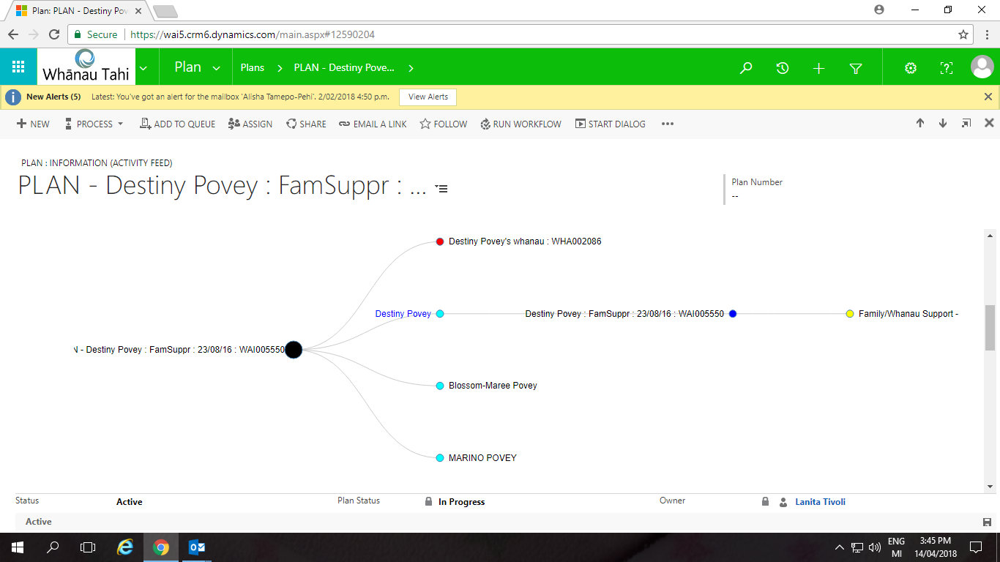 Plan: PLAN - Destiny Pov
Secure https://wai5.crm6.dynamics.com/main.aspx#12590204
Whānau Tahi Plan Plans PLAN - Destiny Pove...
New Alerts (5) Latest: You've got an alert for the mailbox 'Alisha Tamepo-Pehi'. 2/02/2018 4:50 p.m. View Alerts
NEW PROCESS ADD TO QUEUE ASSIGN SHARE EMAIL A LINK FOLLOW RUN WORKFLOW START DIALOG
PLAN : INFORMATION (ACTIVITY FEED)
PLAN - Destiny Povey : FamSuppr : ...
Plan Number
--
Destiny Povey's whanau : WHA002086
Destiny Povey Destiny Povey : FamSuppr : 23/08/16 : WAI005550 Family/Whanau Support -
N - Destiny Povey : FamSuppr : 23/08/16 : WAI005550
Blossom-Maree Povey
MARINO POVEY
Status Active Plan Status In Progress Owner Lanita Tivoli
Active
ENG 3:45 PM
MI 14/04/2018